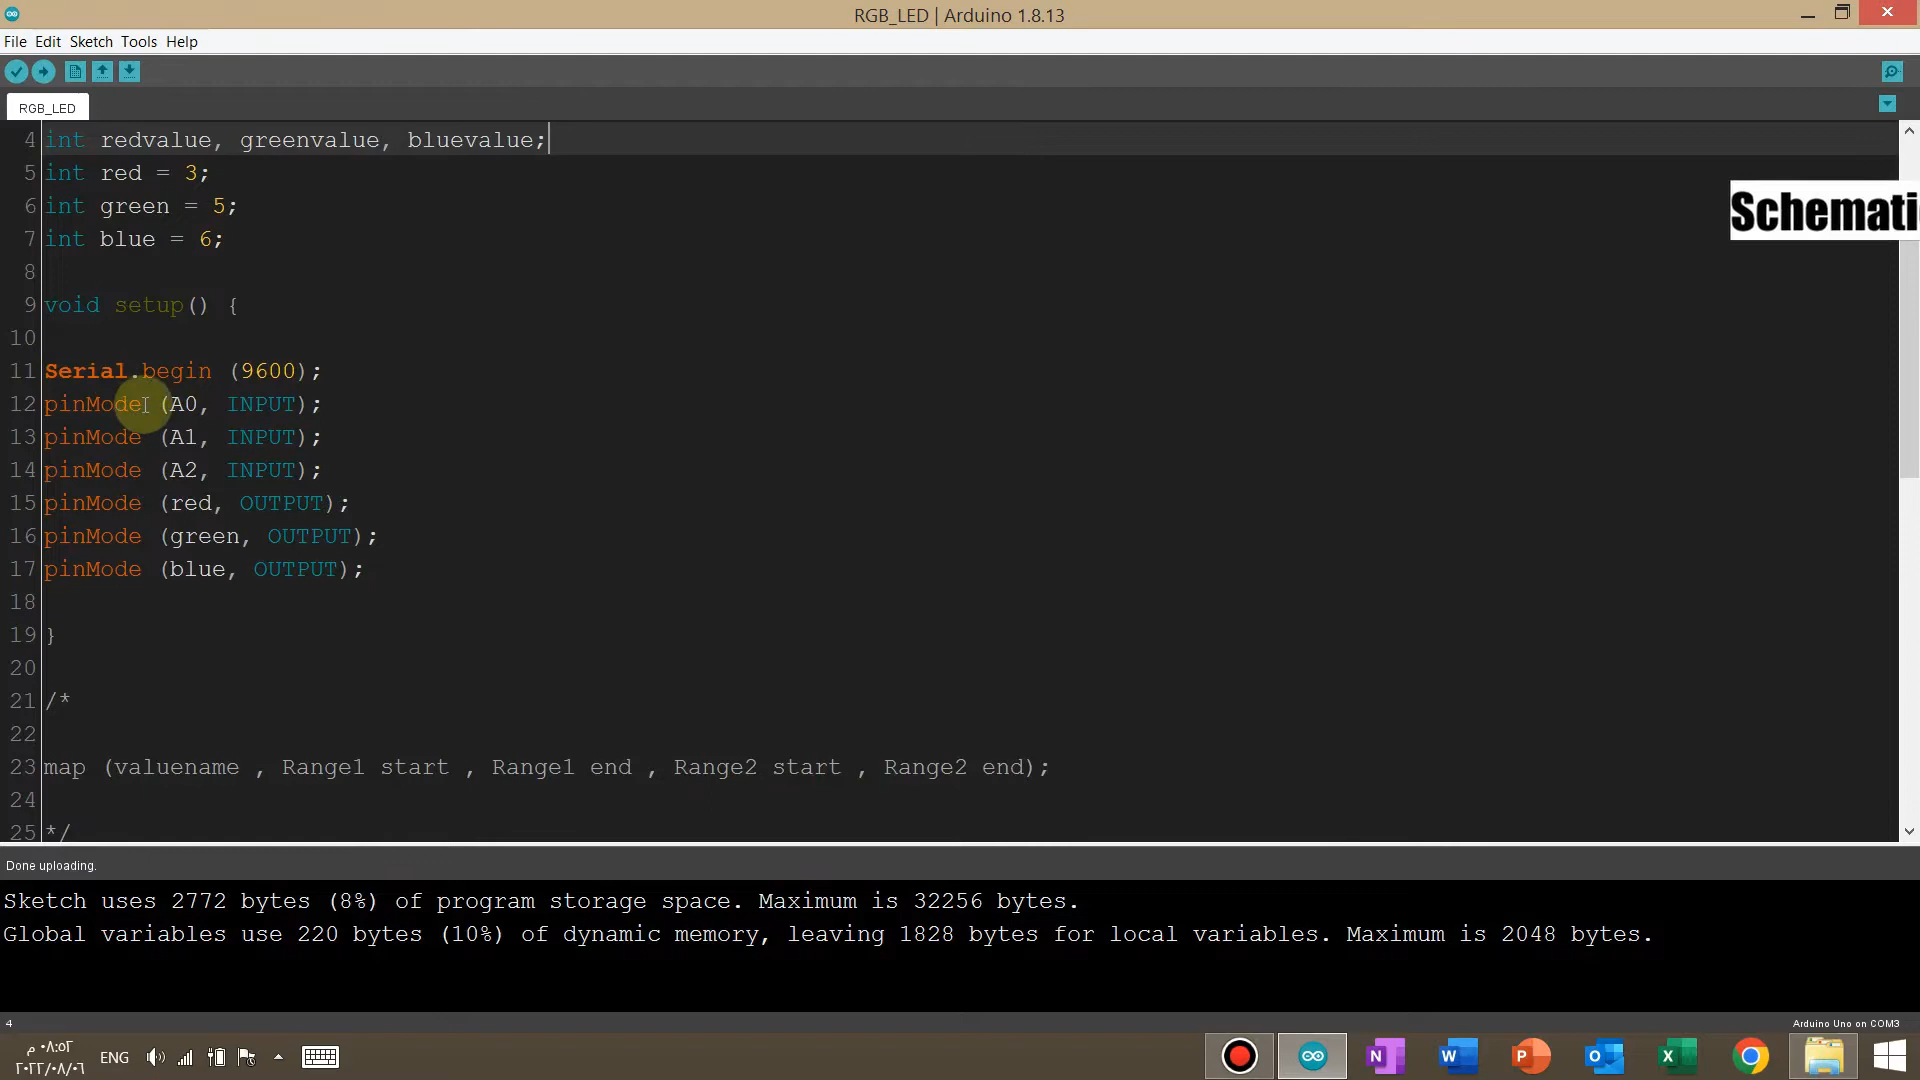 RGB_LED | Arduino 1.8.13
File Edit Sketch Tools Help
RGB_LED
4 int redvalue, greenvalue, bluevalue;
5 int red = 3;
6 int green = 5;
7 int blue = 6;
8
9 void setup() {
10
11 Serial.begin (9600);
12 pinMode (A0, INPUT);
13 pinMode (A1, INPUT);
14 pinMode (A2, INPUT);
15 pinMode (red, OUTPUT);
16 pinMode (green, OUTPUT);
17 pinMode (blue, OUTPUT);
18
19 }
20
21 /*
22
23 map (valuename , Range1 start , Range1 end , Range2 start , Range2 end);
24
25 */
Schemati
Done uploading.
Sketch uses 2772 bytes (8%) of program storage space. Maximum is 32256 bytes.
Global variables use 220 bytes (10%) of dynamic memory, leaving 1828 bytes for local variables. Maximum is 2048 bytes.
4
Arduino Uno on COM3
٠٨:٥٢ م
٢٠٢٢/٠٨/٠٦
ENG
N W P O X